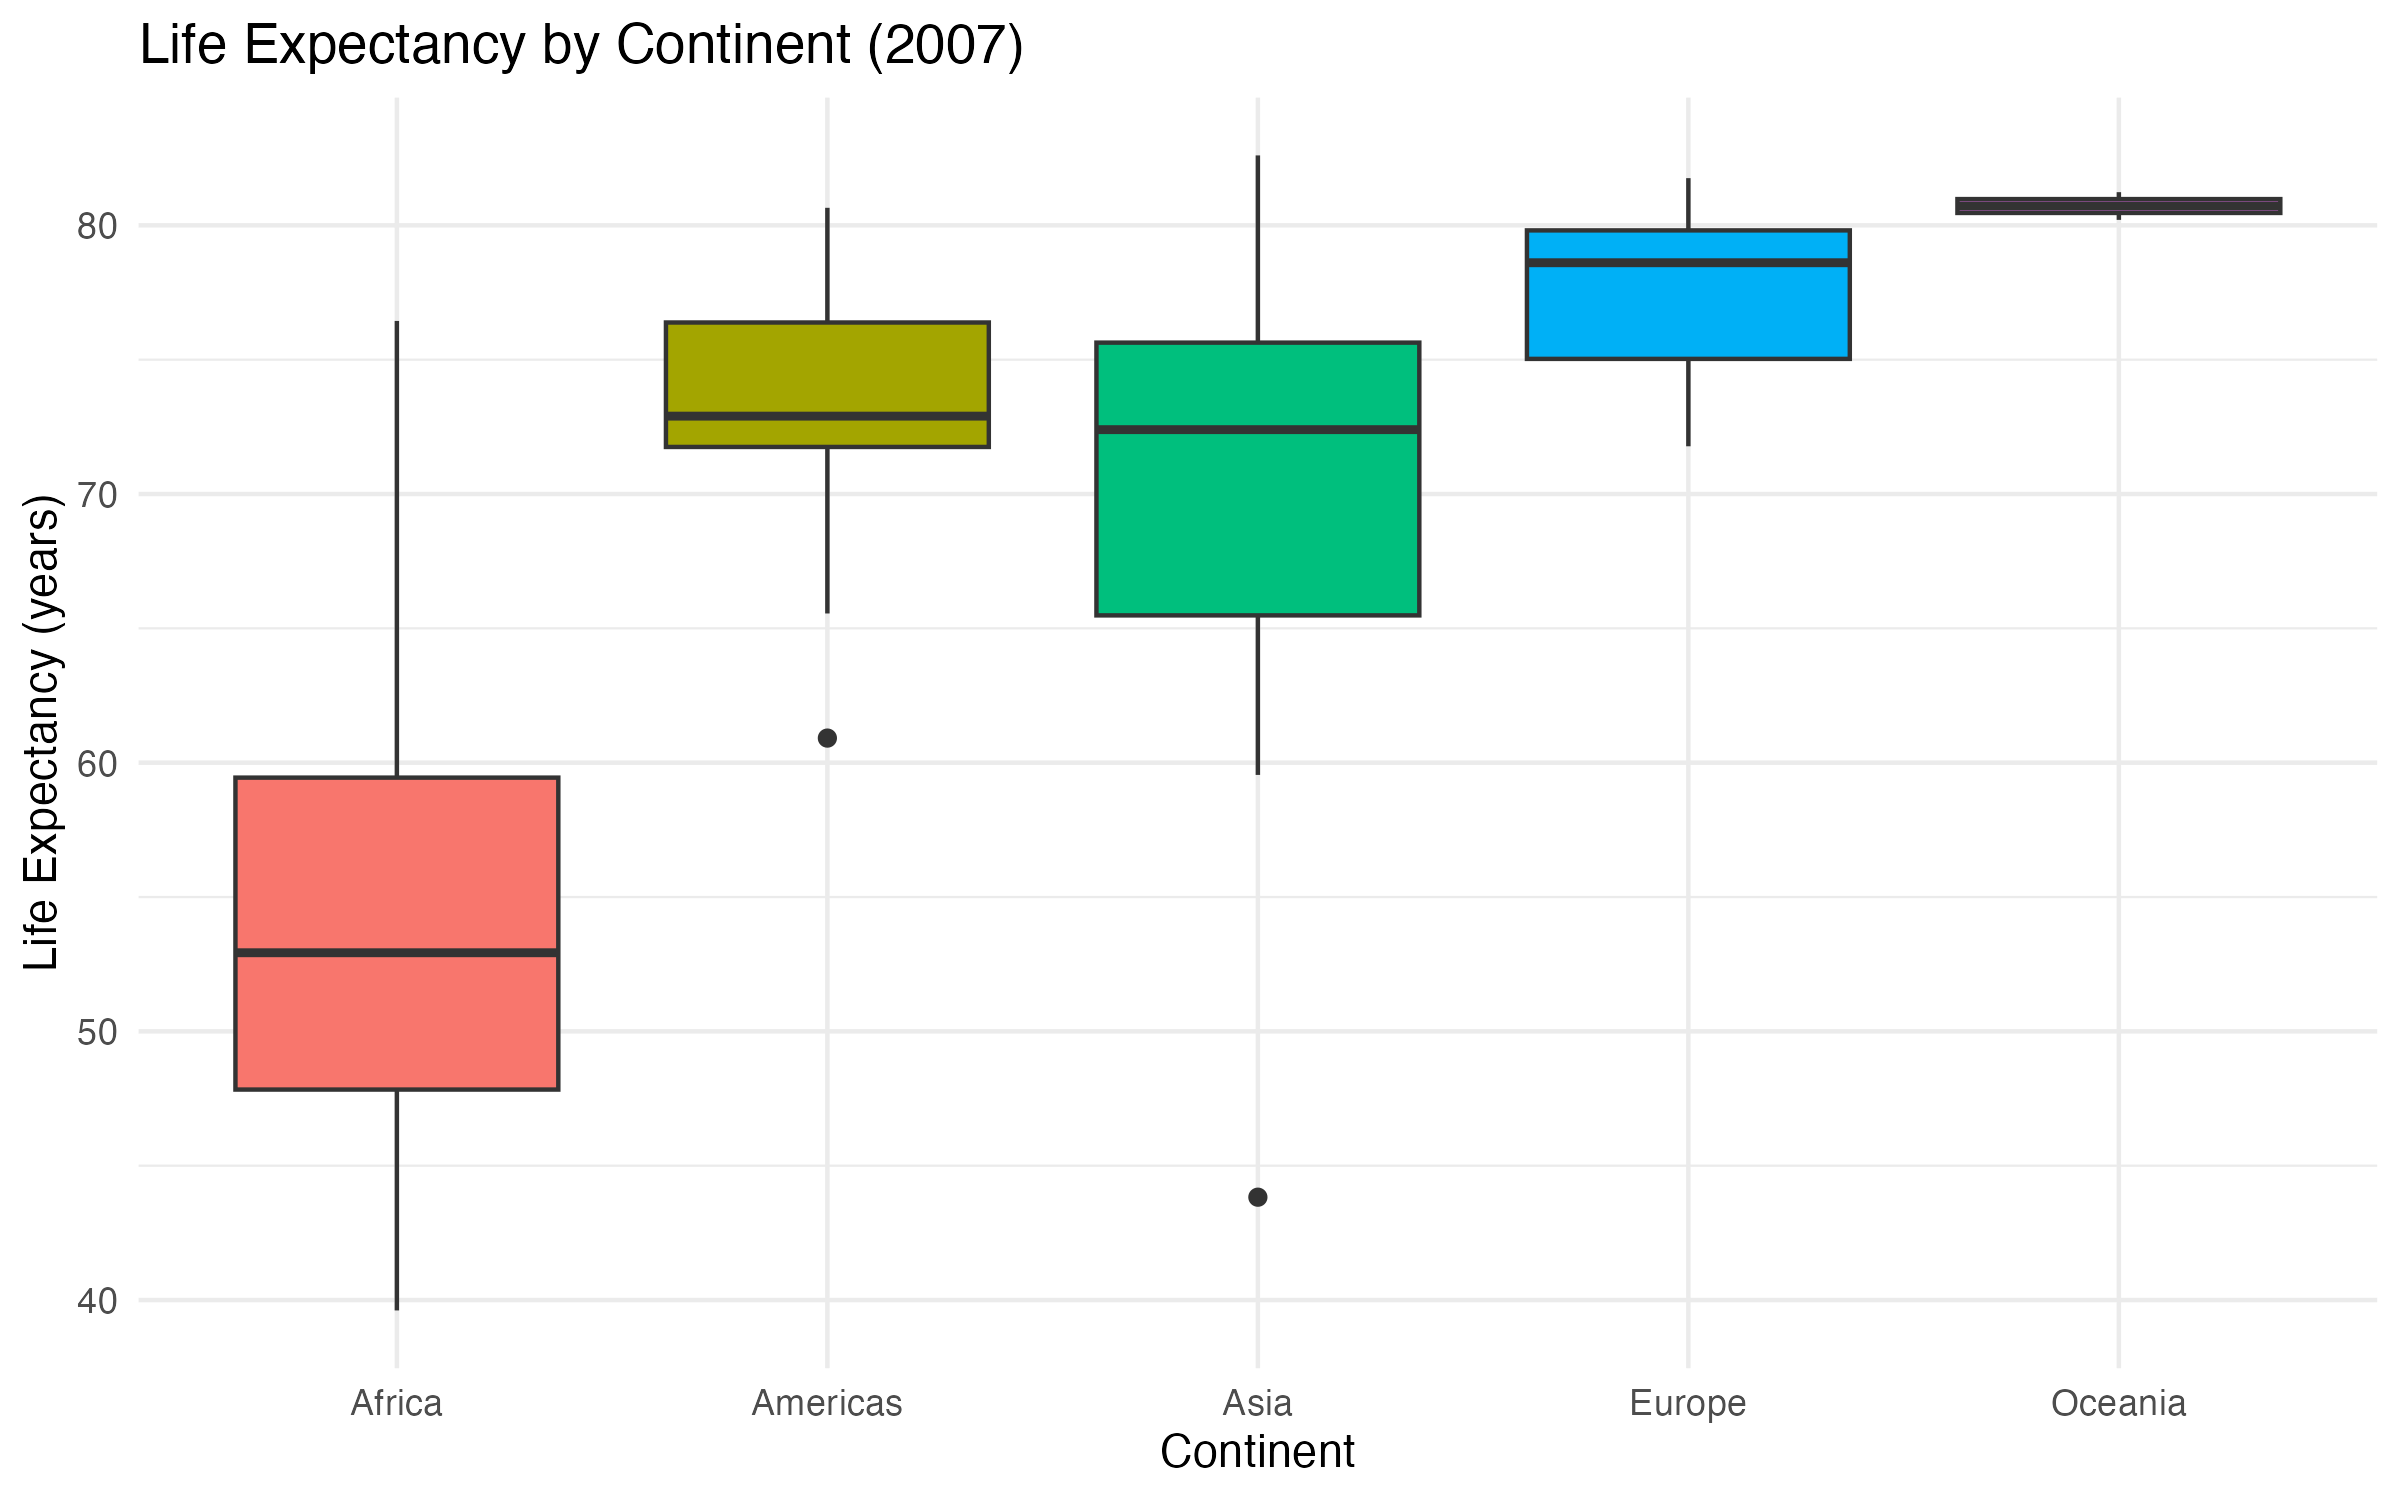 Life Expectancy by Continent (2007)
Life Expectancy (years)
80
70
60
50
40
Africa Americas Asia Europe Oceania
Continent